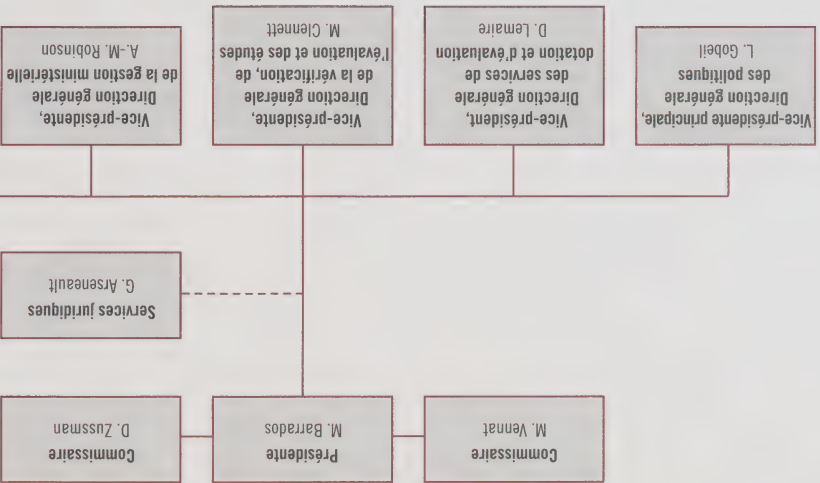 Commissaire
M. Vennat
Présidente
M. Barrados
Commissaire
D. Zussman
Services juridiques
G. Arseneault
Vice-présidente principale,
Direction générale
des politiques
L. Gobeil
Vice-président,
Direction générale
des services de
dotation et d'évaluation
D. Lemaire
Vice-présidente,
Direction générale
de la vérification, de
l'évaluation et des études
M. Clennett
Vice-présidente,
Direction générale
de la gestion ministérielle
A.-M. Robinson